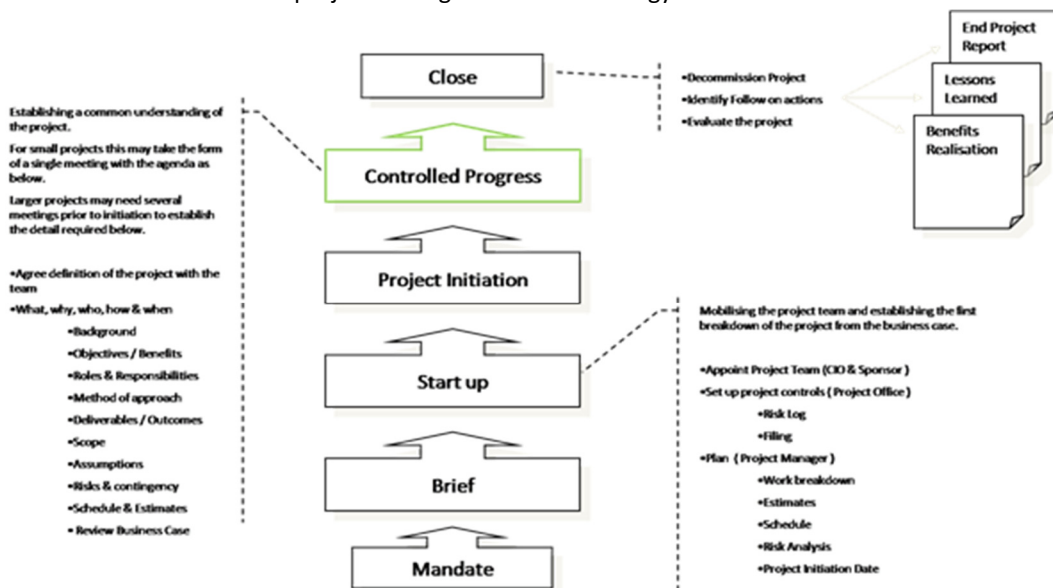 End Project
Report
Lessons
Learned
Benefits
Realisation
Close
•Decommission Project
•Identify Follow on actions
•Evaluate the project
Establishing a common understanding of
the project.
For small projects this may take the form
of a single meeting with the agenda as
below.
Larger projects may need several
meetings prior to initiation to establish
the detail required below.
•Agree definition of the project with the
team
•What, why, who, how & when
•Background
•Objectives / Benefits
•Roles & Responsibilities
•Method of approach
•Deliverables / Outcomes
•Scope
•Assumptions
•Risks & contingency
•Schedule & Estimates
• Review Business Case
Controlled Progress
Project Initiation
Start up
Brief
Mandate
Mobilising the project team and establishing the first
breakdown of the project from the business case.
•Appoint Project Team (CIO & Sponsor )
•Set up project controls ( Project Office )
•Risk Log
•Filing
•Plan ( Project Manager )
•Work breakdown
•Estimates
•Schedule
•Risk Analysis
•Project Initiation Date